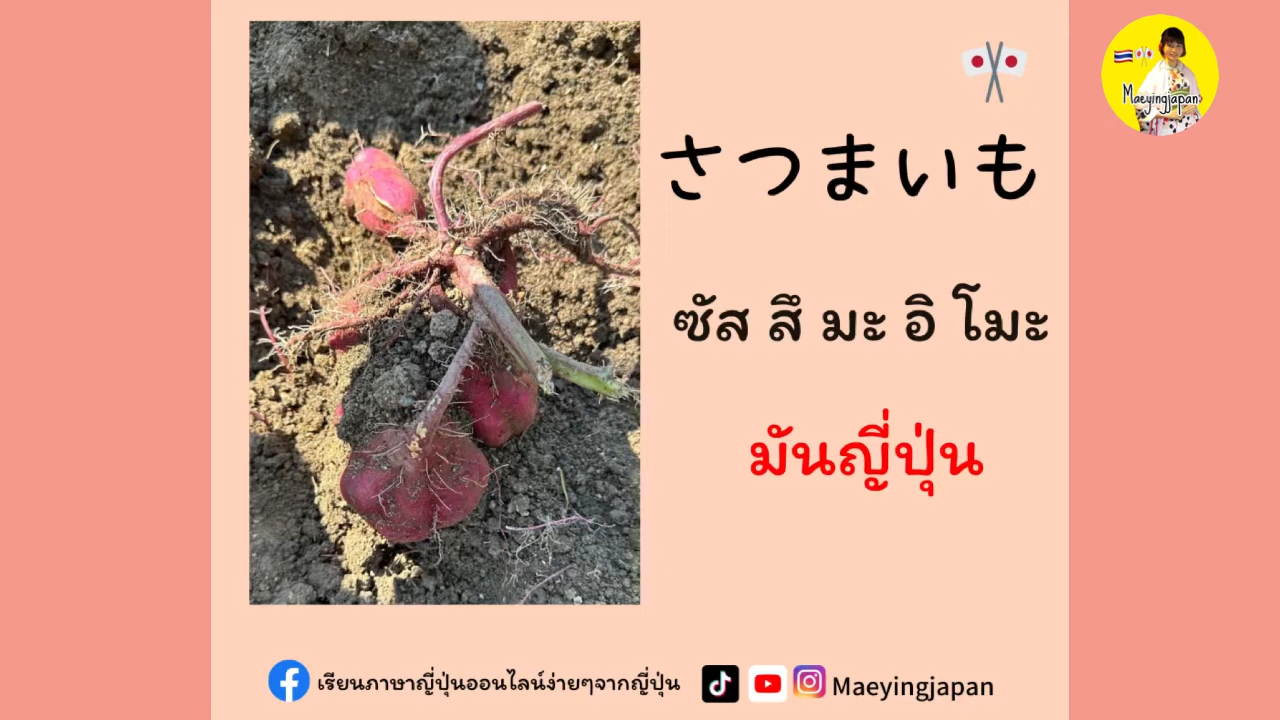 Maeyingjapan
さつまいも
ซัส สึ มะ อิ โมะ
มันญี่ปุ่น
เรียนภาษาญี่ปุ่นออนไลน์ง่ายๆจากญี่ปุ่น
Maeyingjapan